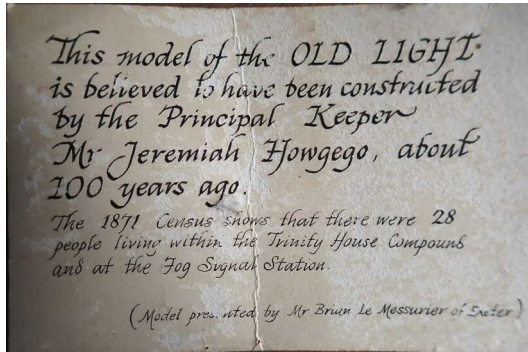 This model of the OLD LIGHT
is believed to have been constructed
by the Principal Keeper
Mr Jeremiah Howgego, about
100 years ago.
The 1871 Census shows that there were 28
people living within the Trinity House Compound
and at the Fog Sygnal Station.
(Model presented by Mr Brian Le Messurier of Exeter)